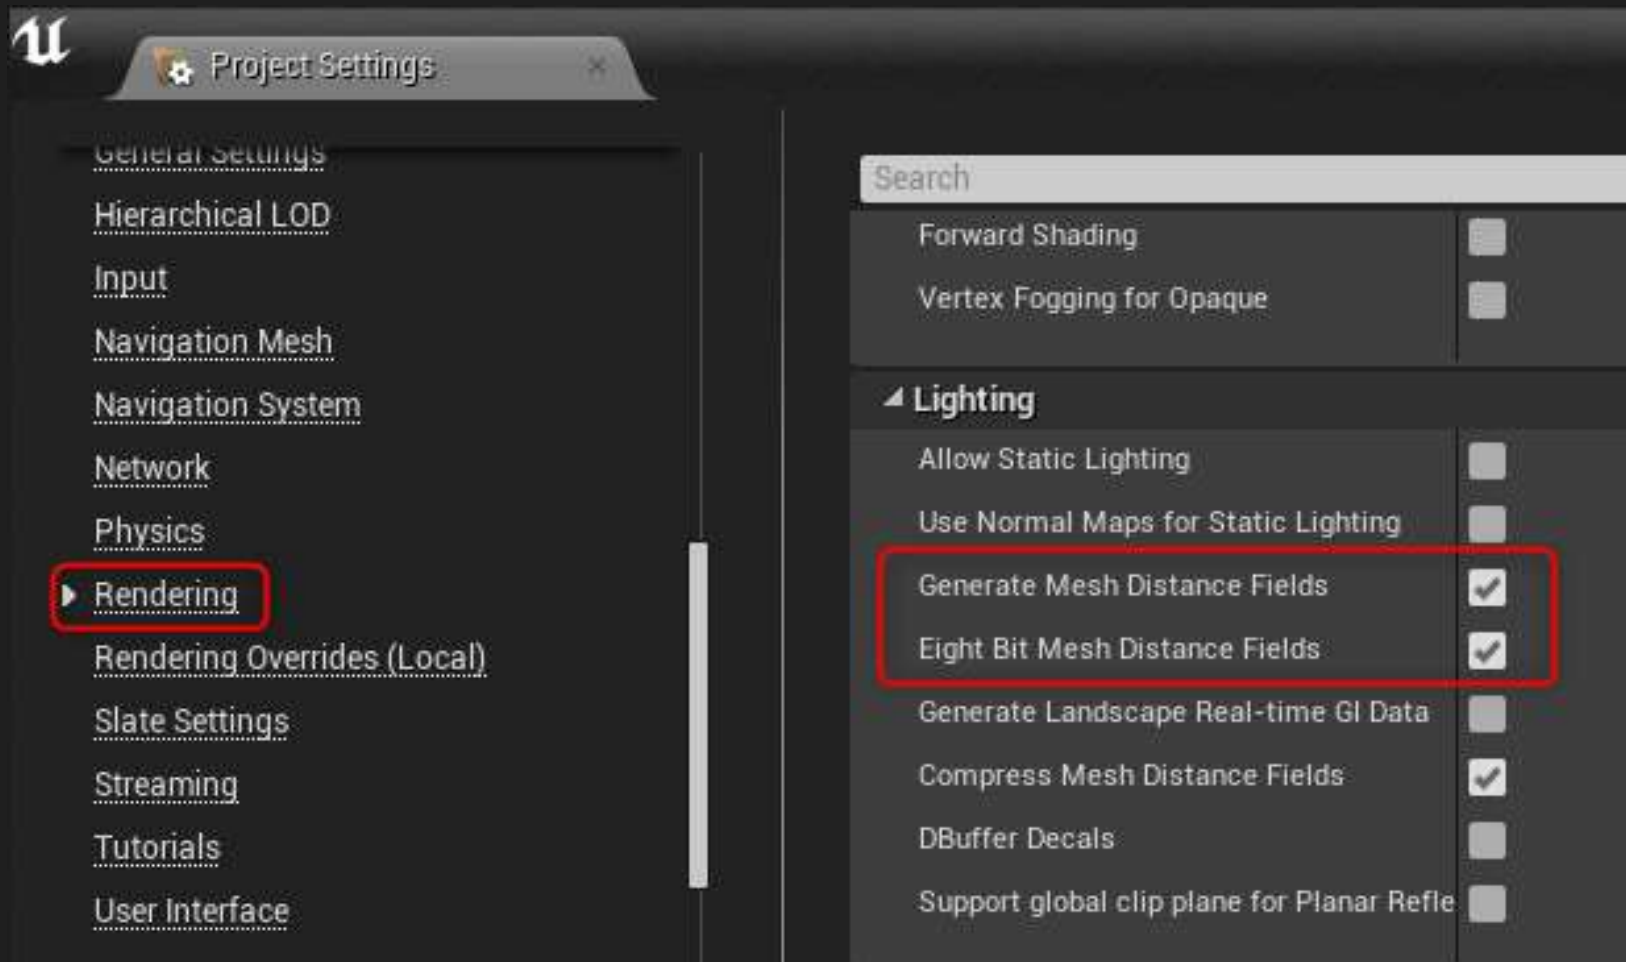 Project Settings
General Settings
Hierarchical LOD
Input
Navigation Mesh
Navigation System
Network
Physics
Rendering
Rendering Overrides (Local)
Slate Settings
Streaming
Tutorials
User Interface
Search
Forward Shading
Vertex Fogging for Opaque
Lighting
Allow Static Lighting
Use Normal Maps for Static Lighting
Generate Mesh Distance Fields
Eight Bit Mesh Distance Fields
Generate Landscape Real-time GI Data
Compress Mesh Distance Fields
DBuffer Decals
Support global clip plane for Planar Refle